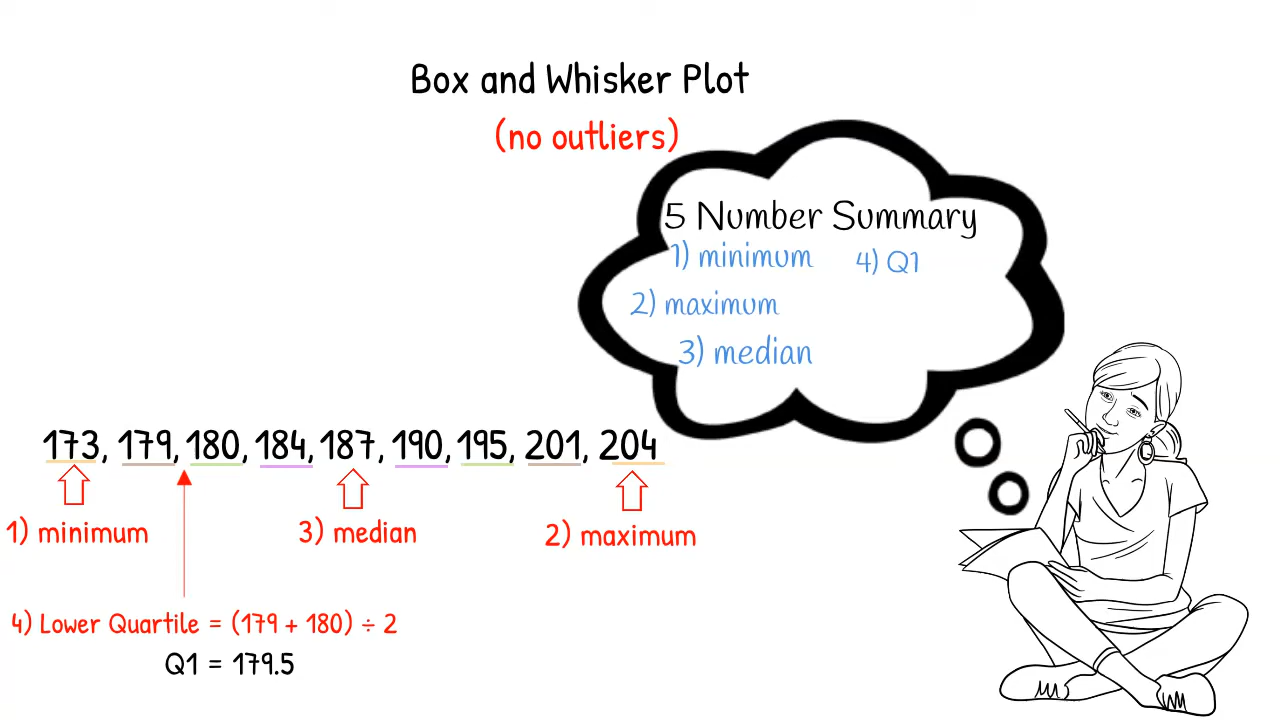 Box and Whisker Plot
(no outliers)
5 Number Summary
1) minimum
4) Q1
2) maximum
3) median
173, 179, 180, 184, 187, 190, 195, 201, 204
1) minimum
3) median
2) maximum
4) Lower Quartile = (179 + 180) ÷ 2
Q1 = 179.5